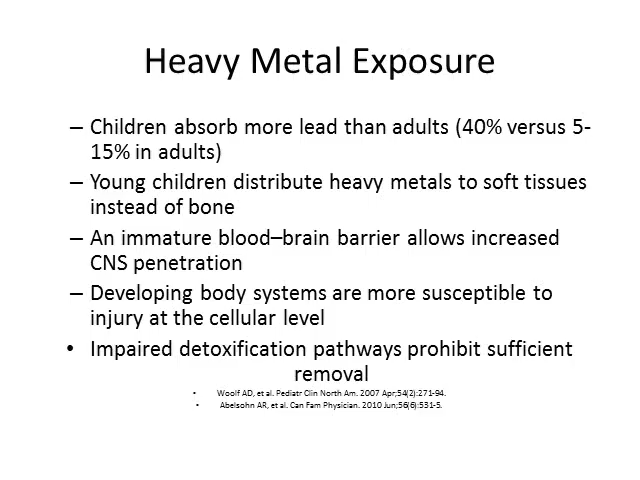 Heavy Metal Exposure
– Children absorb more lead than adults (40% versus 5-
15% in adults)
– Young children distribute heavy metals to soft tissues
instead of bone
– An immature blood–brain barrier allows increased
CNS penetration
– Developing body systems are more susceptible to
injury at the cellular level
• Impaired detoxification pathways prohibit sufficient
removal
• Woolf AD, et al. Pediatr Clin North Am. 2007 Apr;54(2):271-94.
• Abelsohn AR, et al. Can Fam Physician. 2010 Jun;56(6):531-5.